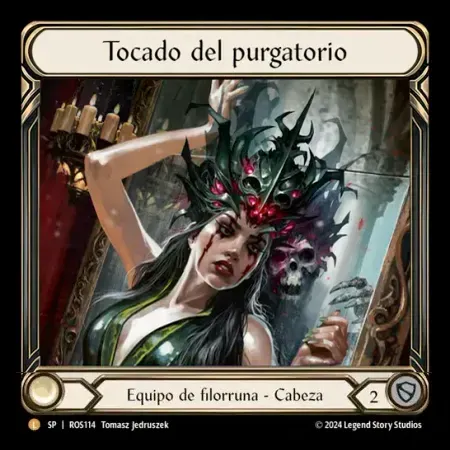 Tocado del purgatorio
Equipo de filorruna - Cabeza
2
L SP | ROS114 Tomasz Jedruszek
© 2024 Legend Story Studios